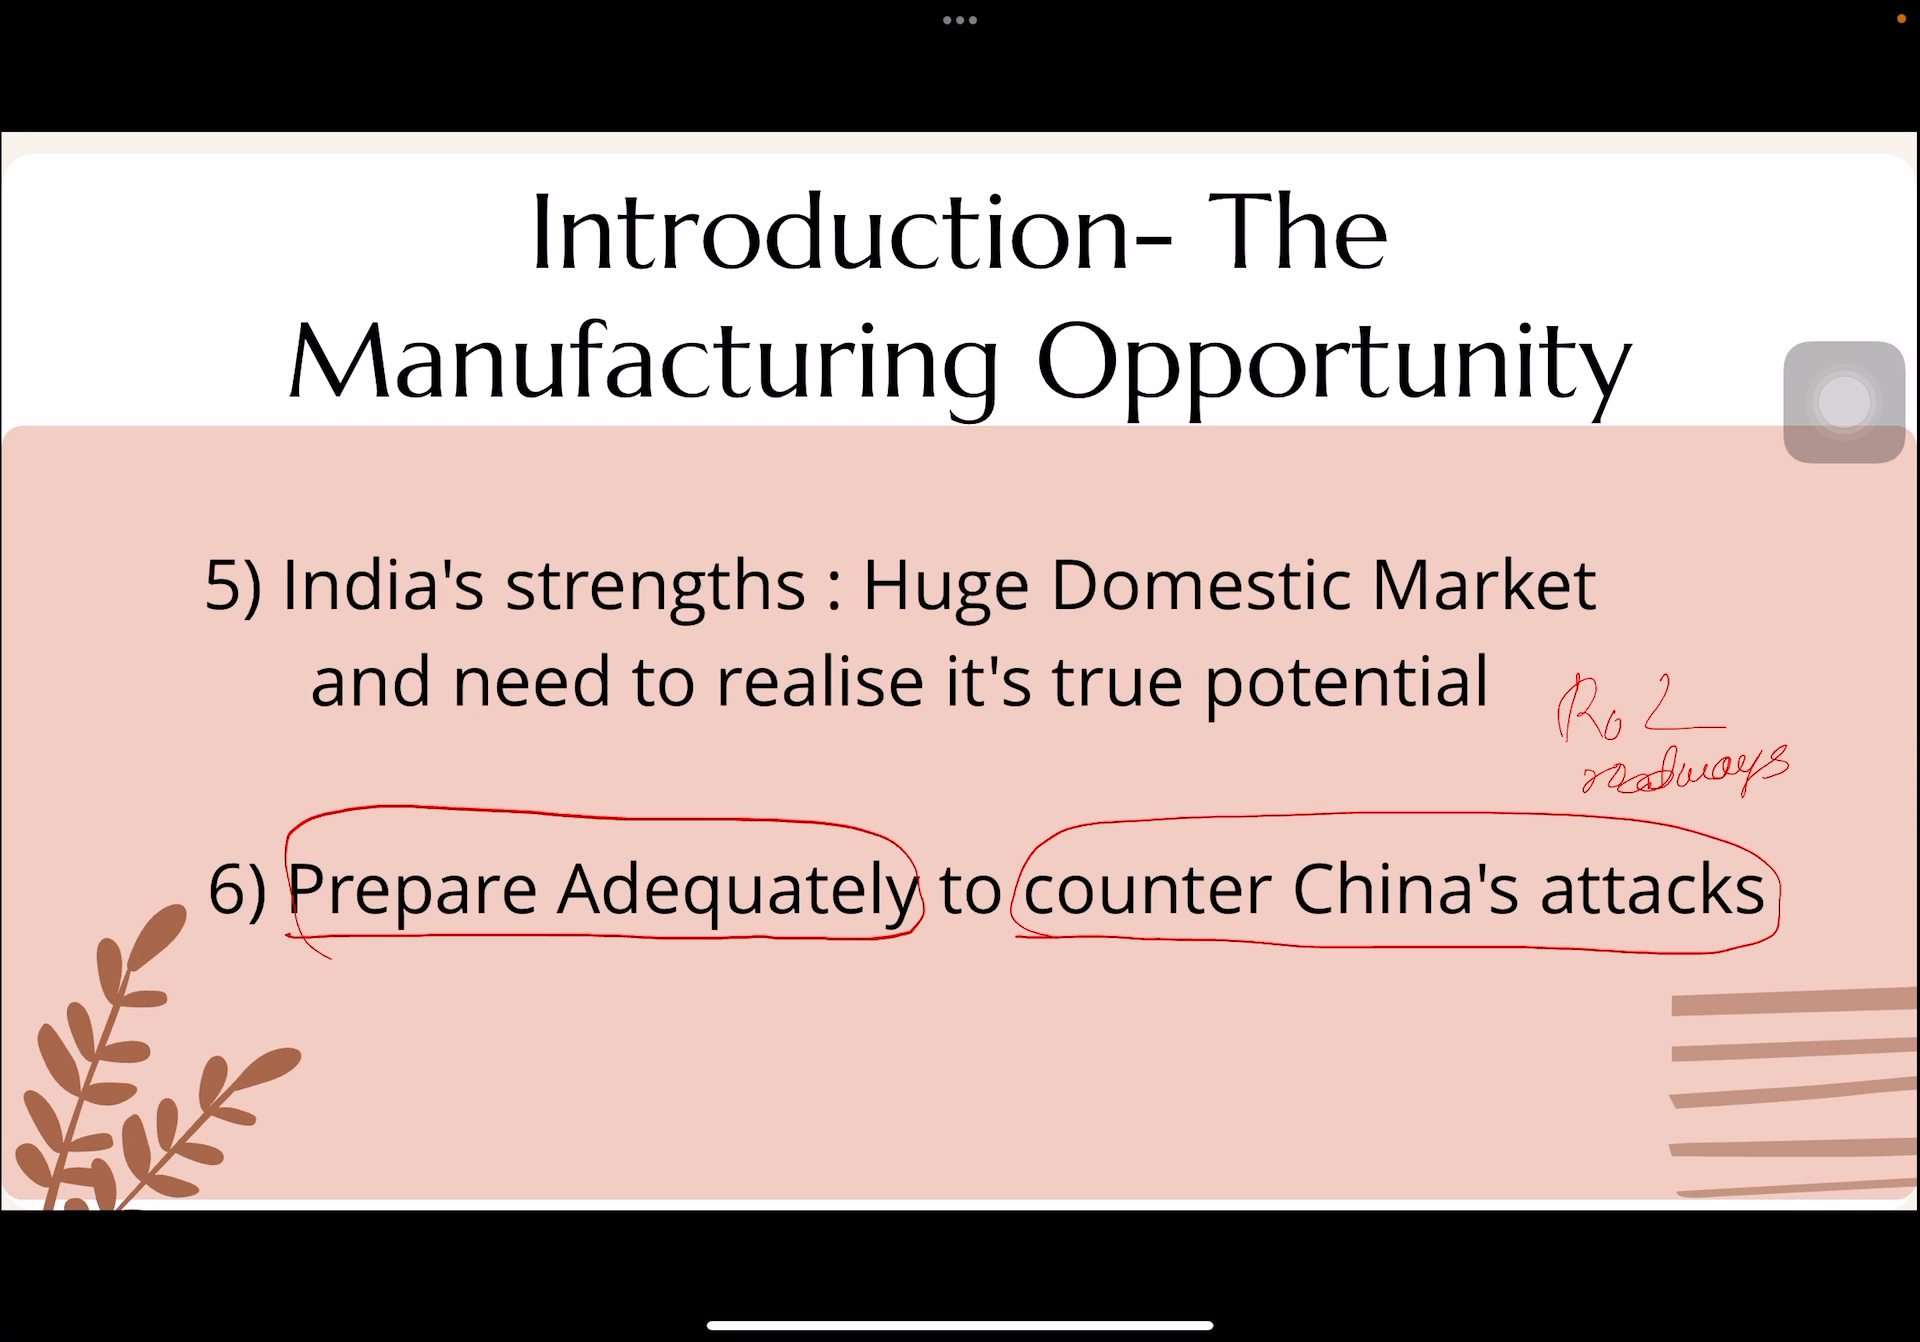 Introduction- The
Manufacturing Opportunity
5) India's strengths : Huge Domestic Market
and need to realise it's true potential
roadways
6) Prepare Adequately to counter China's attacks